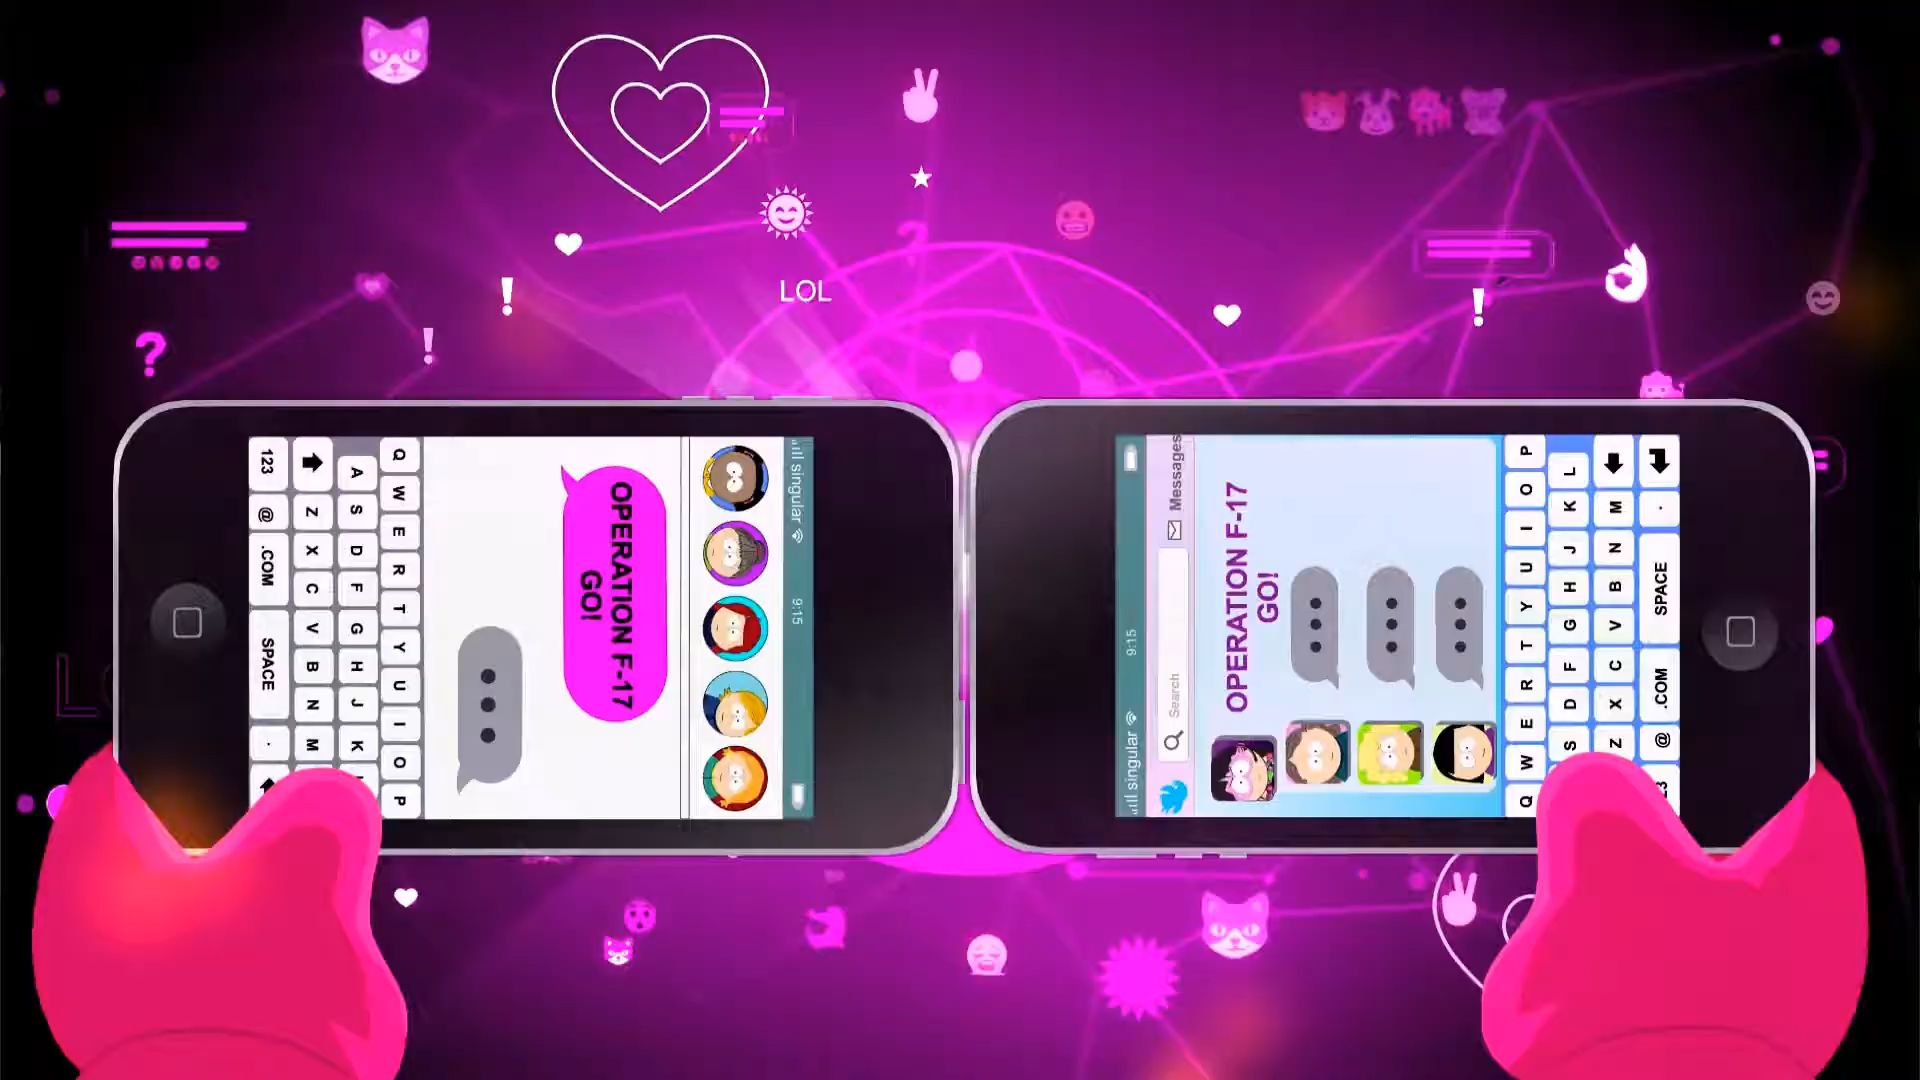 LOL
singular
9:15
OPERATION F-17
GO!
Q W E R T Y U I O P
A S D F G H J K
Z X C V B N M
123 @ .COM SPACE .
singular
9:15
Messages
Search
OPERATION F-17
GO!
Q W E R T Y U I O P
S D F G H J K L
Z X C V B N M
@ .COM SPACE .